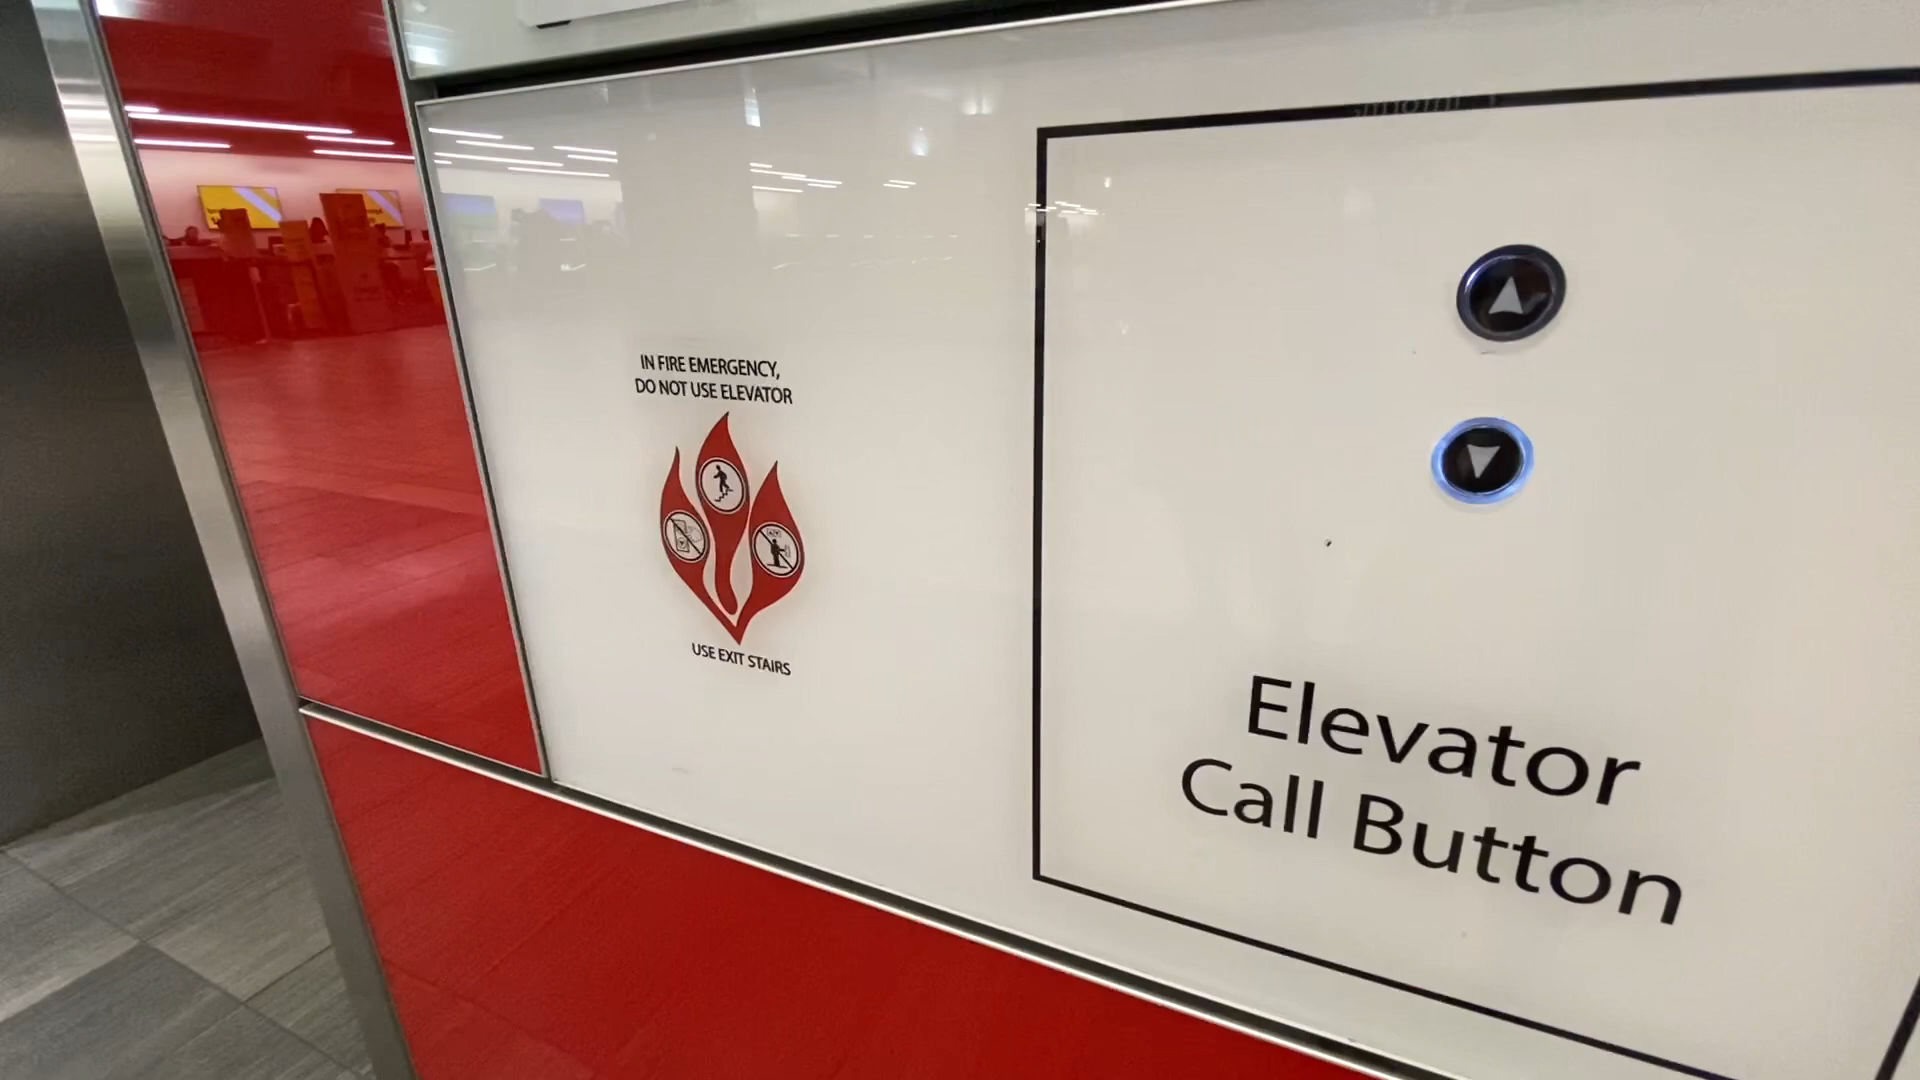 IN FIRE EMERGENCY,
DO NOT USE ELEVATOR
USE EXIT STAIRS
Elevator
Call Button